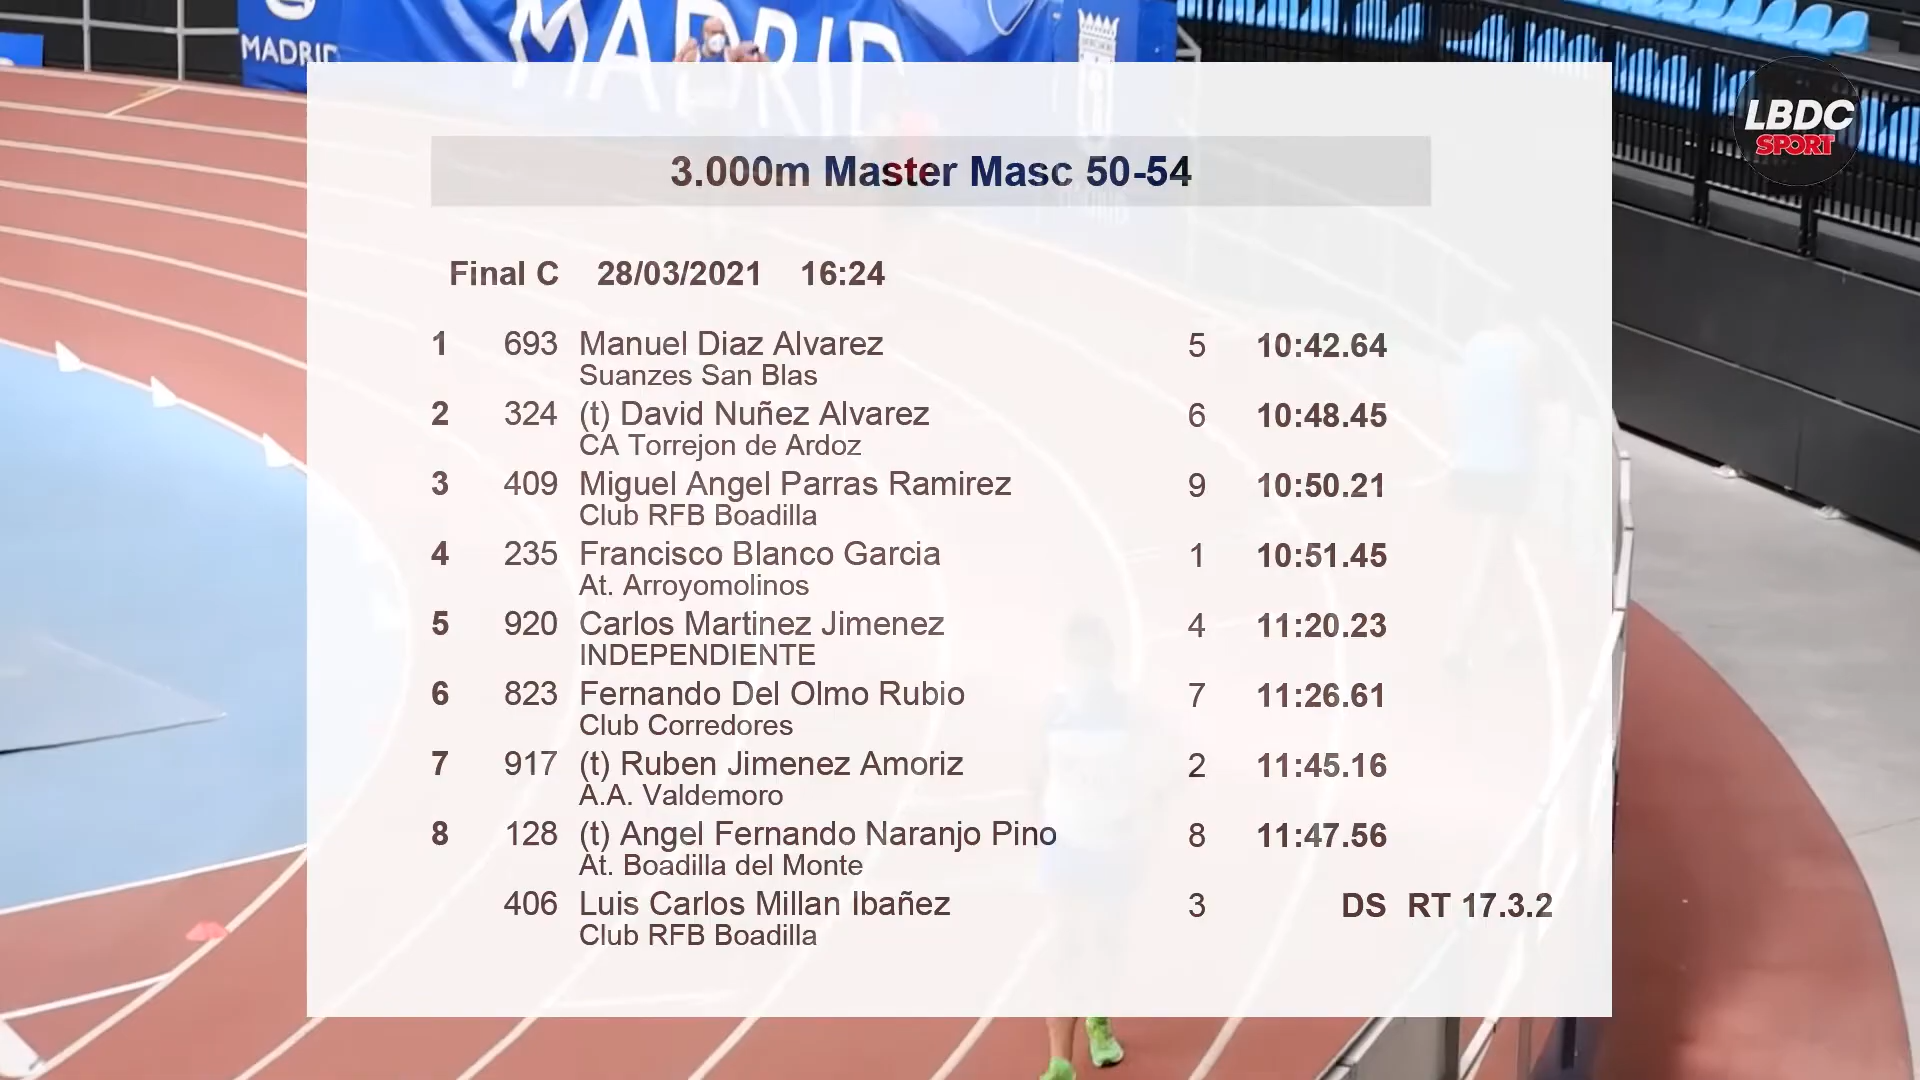 MADRID
MADRID
LBDC
SPORT
3.000m Master Masc 50-54
Final C 28/03/2021 16:24
1 693 Manuel Diaz Alvarez 5 10:42.64
Suanzes San Blas
2 324 (t) David Nuñez Alvarez 6 10:48.45
CA Torrejon de Ardoz
3 409 Miguel Angel Parras Ramirez 9 10:50.21
Club RFB Boadilla
4 235 Francisco Blanco Garcia 1 10:51.45
At. Arroyomolinos
5 920 Carlos Martinez Jimenez 4 11:20.23
INDEPENDIENTE
6 823 Fernando Del Olmo Rubio 7 11:26.61
Club Corredores
7 917 (t) Ruben Jimenez Amoriz 2 11:45.16
A.A. Valdemoro
8 128 (t) Angel Fernando Naranjo Pino 8 11:47.56
At. Boadilla del Monte
406 Luis Carlos Millan Ibañez 3 DS RT 17.3.2
Club RFB Boadilla